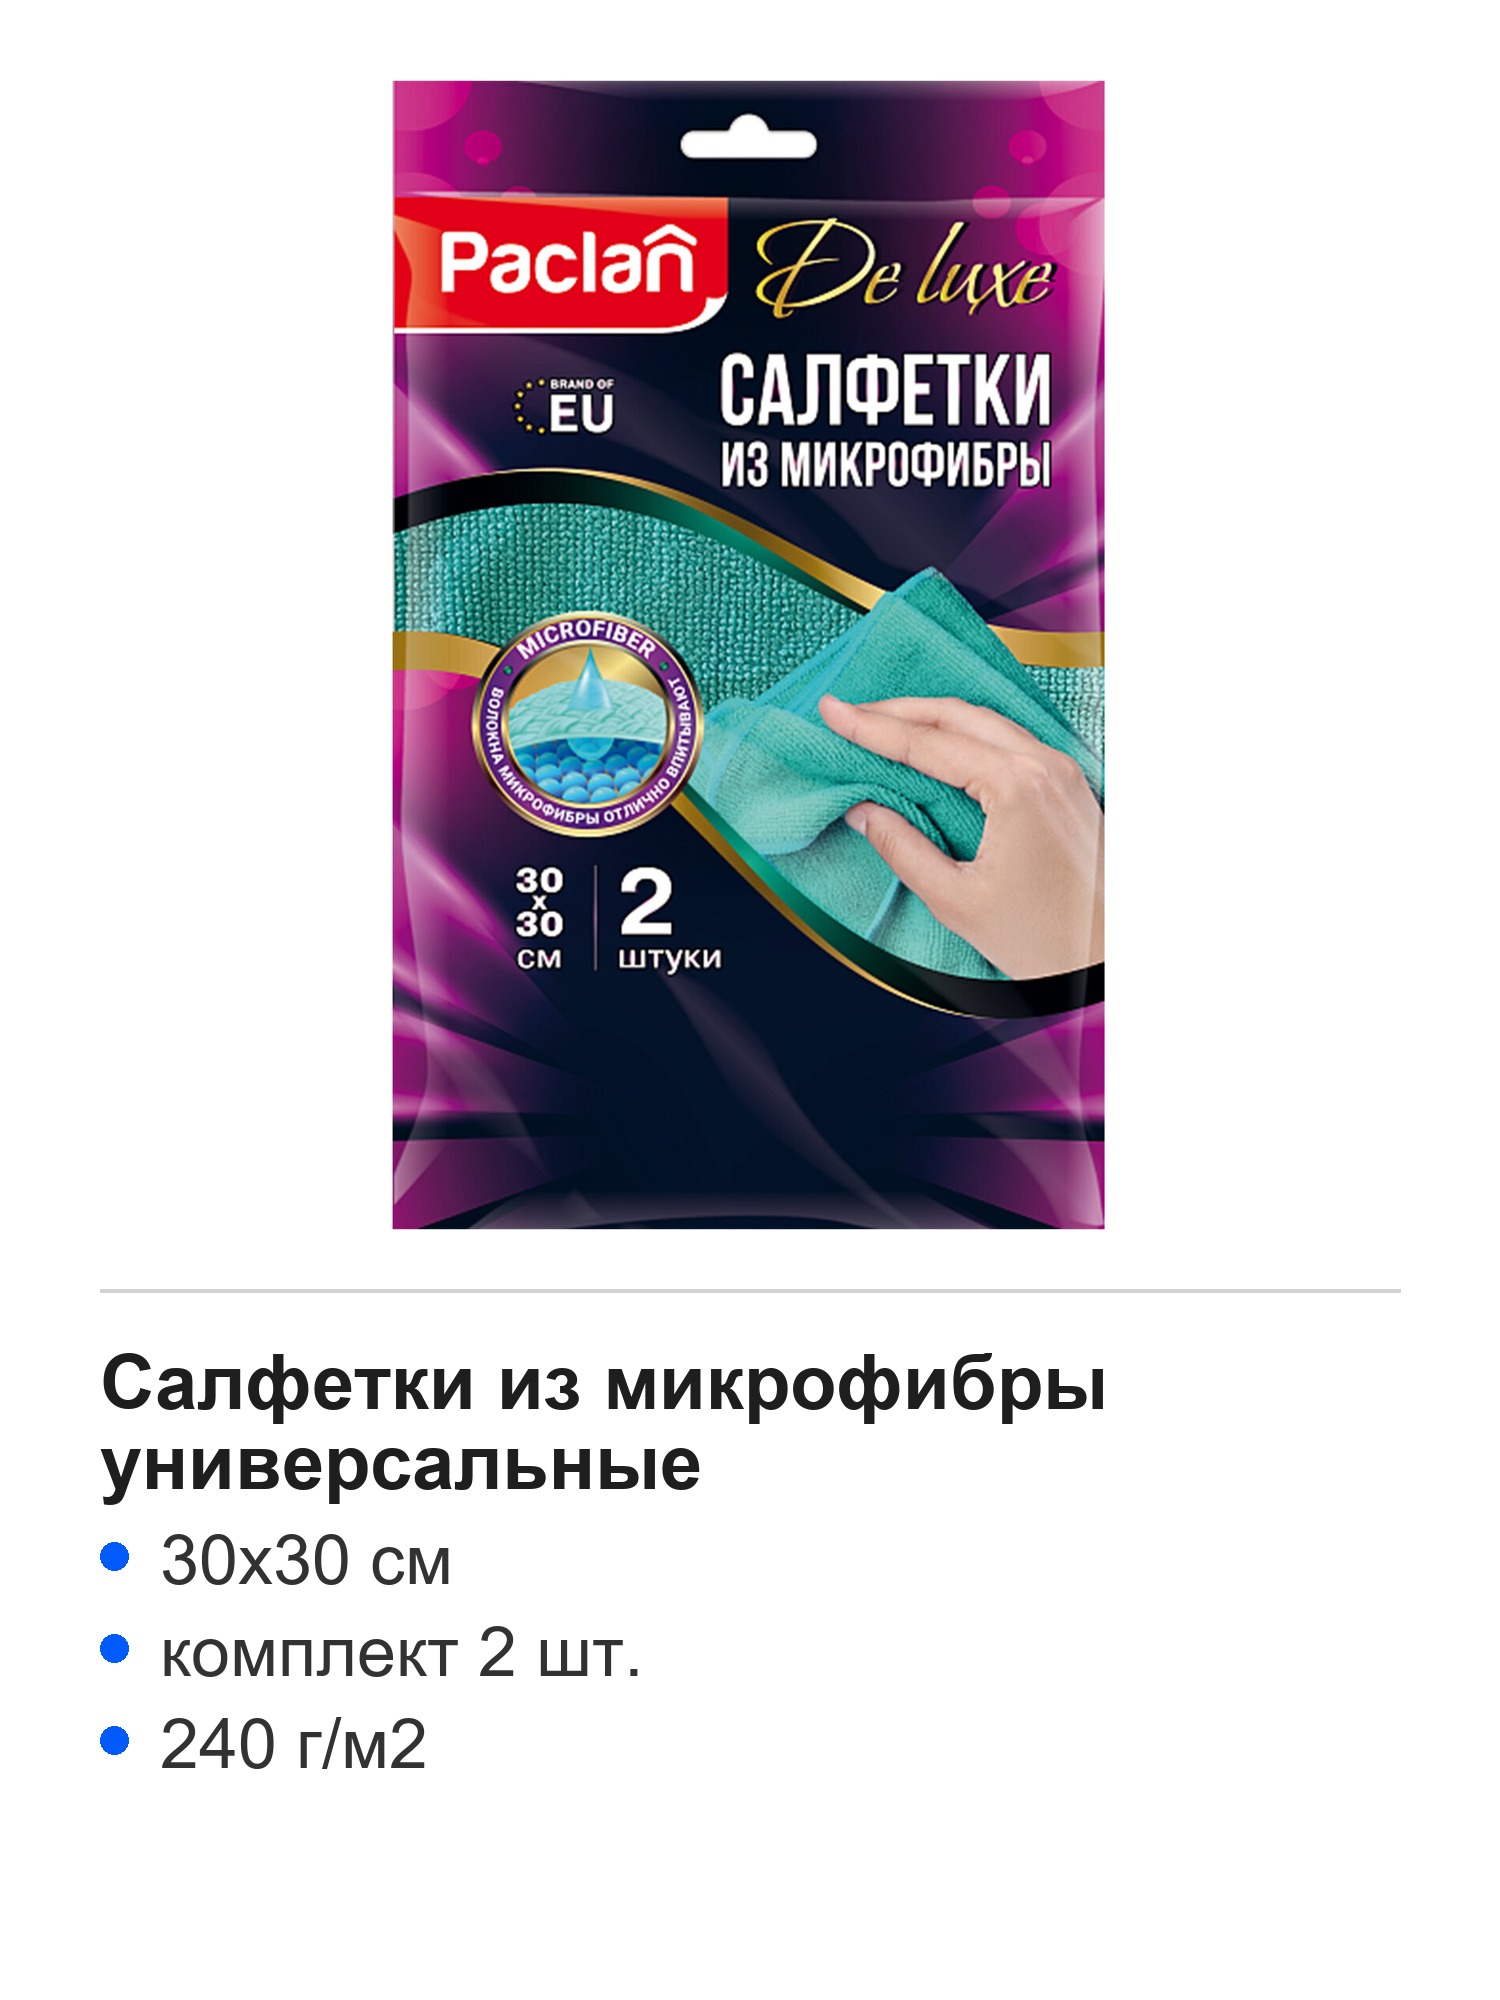 Paclan
De luxe
BRAND OF
EU
САЛФЕТКИ
ИЗ МИКРОФИБРЫ
MICROFIBER
ВОЛОКНА МИКРОФИБРЫ ОТЛИЧНО ВПИТЫВАЮТ
30
x
30
СМ
2
ШТУКИ
Салфетки из микрофибры
универсальные
30х30 см
комплект 2 шт.
240 г/м2